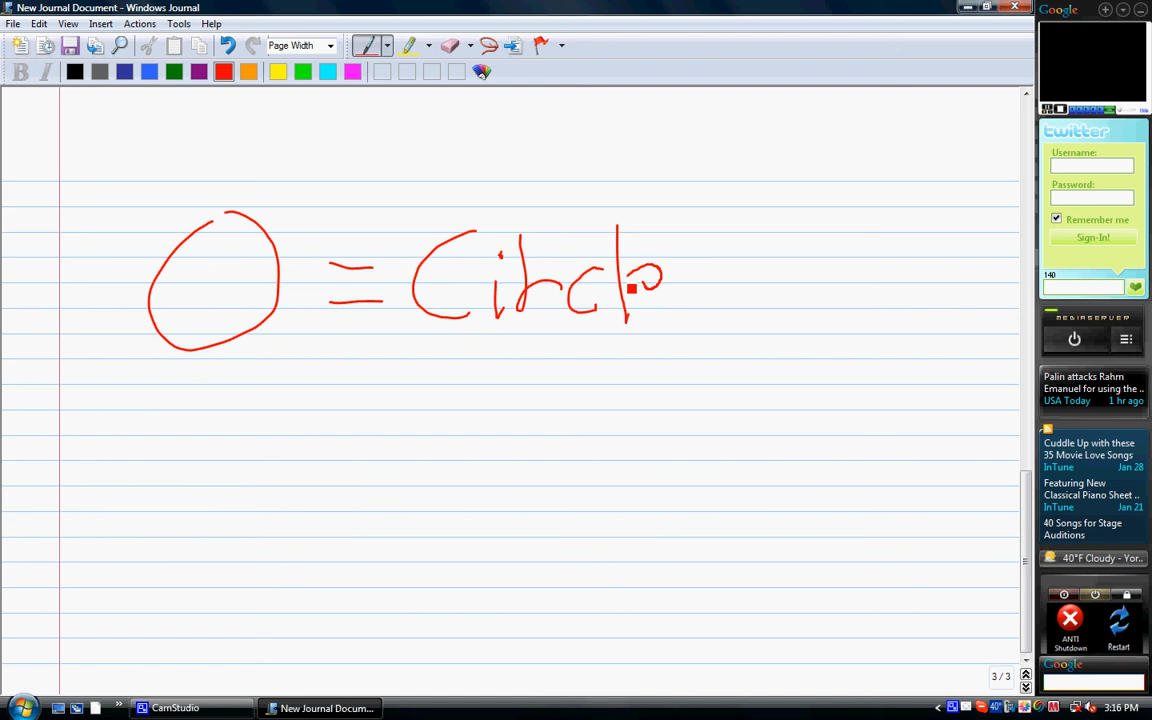 New Journal Document - Windows Journal
File Edit View Insert Actions Tools Help
Page Width
B I
O = Circle
3 / 3
Google
twitter
Username:
Password:
Remember me
Sign-In!
140
MEDIASERVER
Palin attacks Rahm
Emanuel for using the ..
USA Today 1 hr ago
Cuddle Up with these
35 Movie Love Songs
InTune Jan 28
Featuring New
Classical Piano Sheet ..
InTune Jan 21
40 Songs for Stage
Auditions
40°F Cloudy - Yor..
ANTI
Shutdown
Restart
Google
CamStudio
New Journal Docum...
40°
3:16 PM